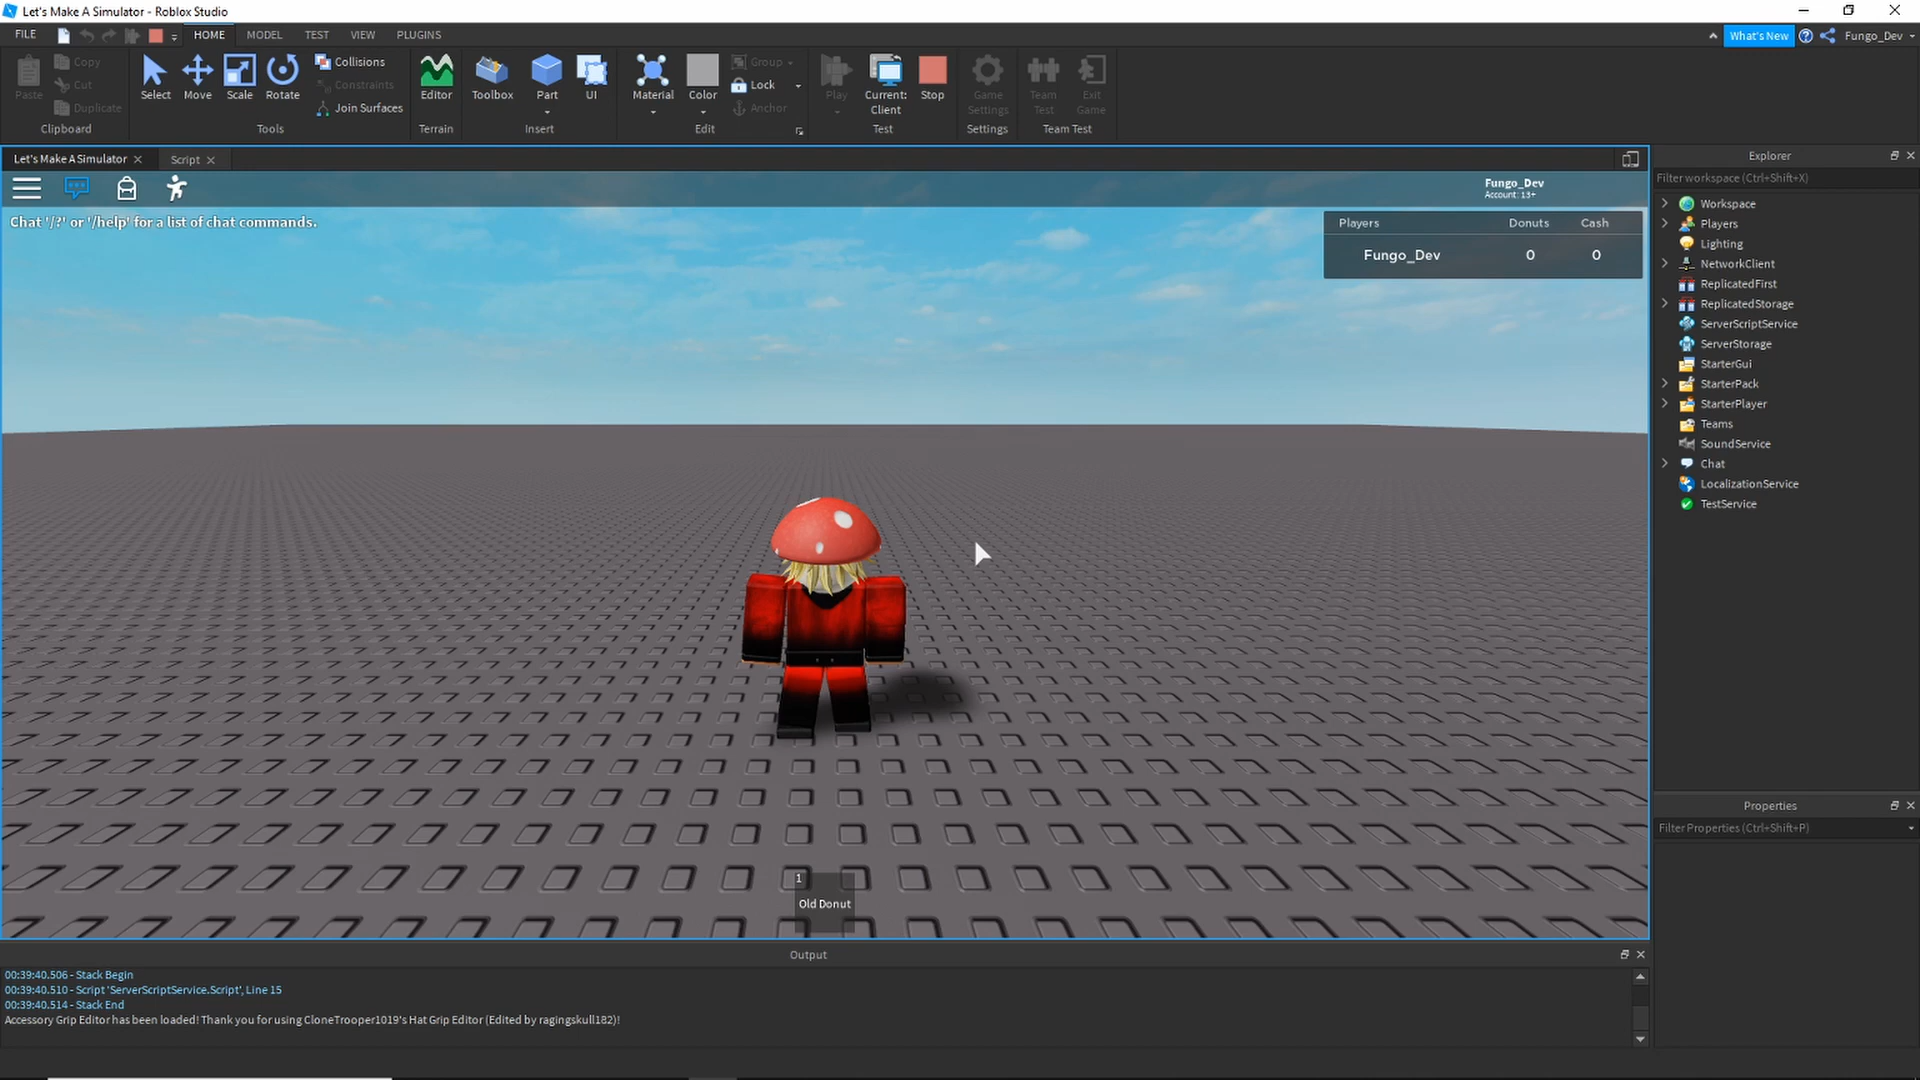 Let's Make A Simulator - Roblox Studio
FILE
HOME
MODEL
TEST
VIEW
PLUGINS
What's New
Fungo_Dev
Paste
Copy
Cut
Duplicate
Clipboard
Select
Move
Scale
Rotate
Collisions
Constraints
Join Surfaces
Tools
Editor
Terrain
Toolbox
Part
UI
Insert
Material
Color
Group
Lock
Anchor
Edit
Play
Current:
Client
Stop
Test
Game
Settings
Settings
Team
Test
Exit
Game
Team Test
Let's Make A Simulator
Script
Fungo_Dev
Account: 13+
Chat '/?' or '/help' for a list of chat commands.
Players Donuts Cash
Fungo_Dev 0 0
1
Old Donut
Explorer
Filter workspace (Ctrl+Shift+X)
Workspace
Players
Lighting
NetworkClient
ReplicatedFirst
ReplicatedStorage
ServerScriptService
ServerStorage
StarterGui
StarterPack
StarterPlayer
Teams
SoundService
Chat
LocalizationService
TestService
Properties
Filter Properties (Ctrl+Shift+P)
Output
00:39:40.506 - Stack Begin
00:39:40.510 - Script 'ServerScriptService.Script', Line 15
00:39:40.514 - Stack End
Accessory Grip Editor has been loaded! Thank you for using CloneTrooper1019's Hat Grip Editor (Edited by ragingskull182)!